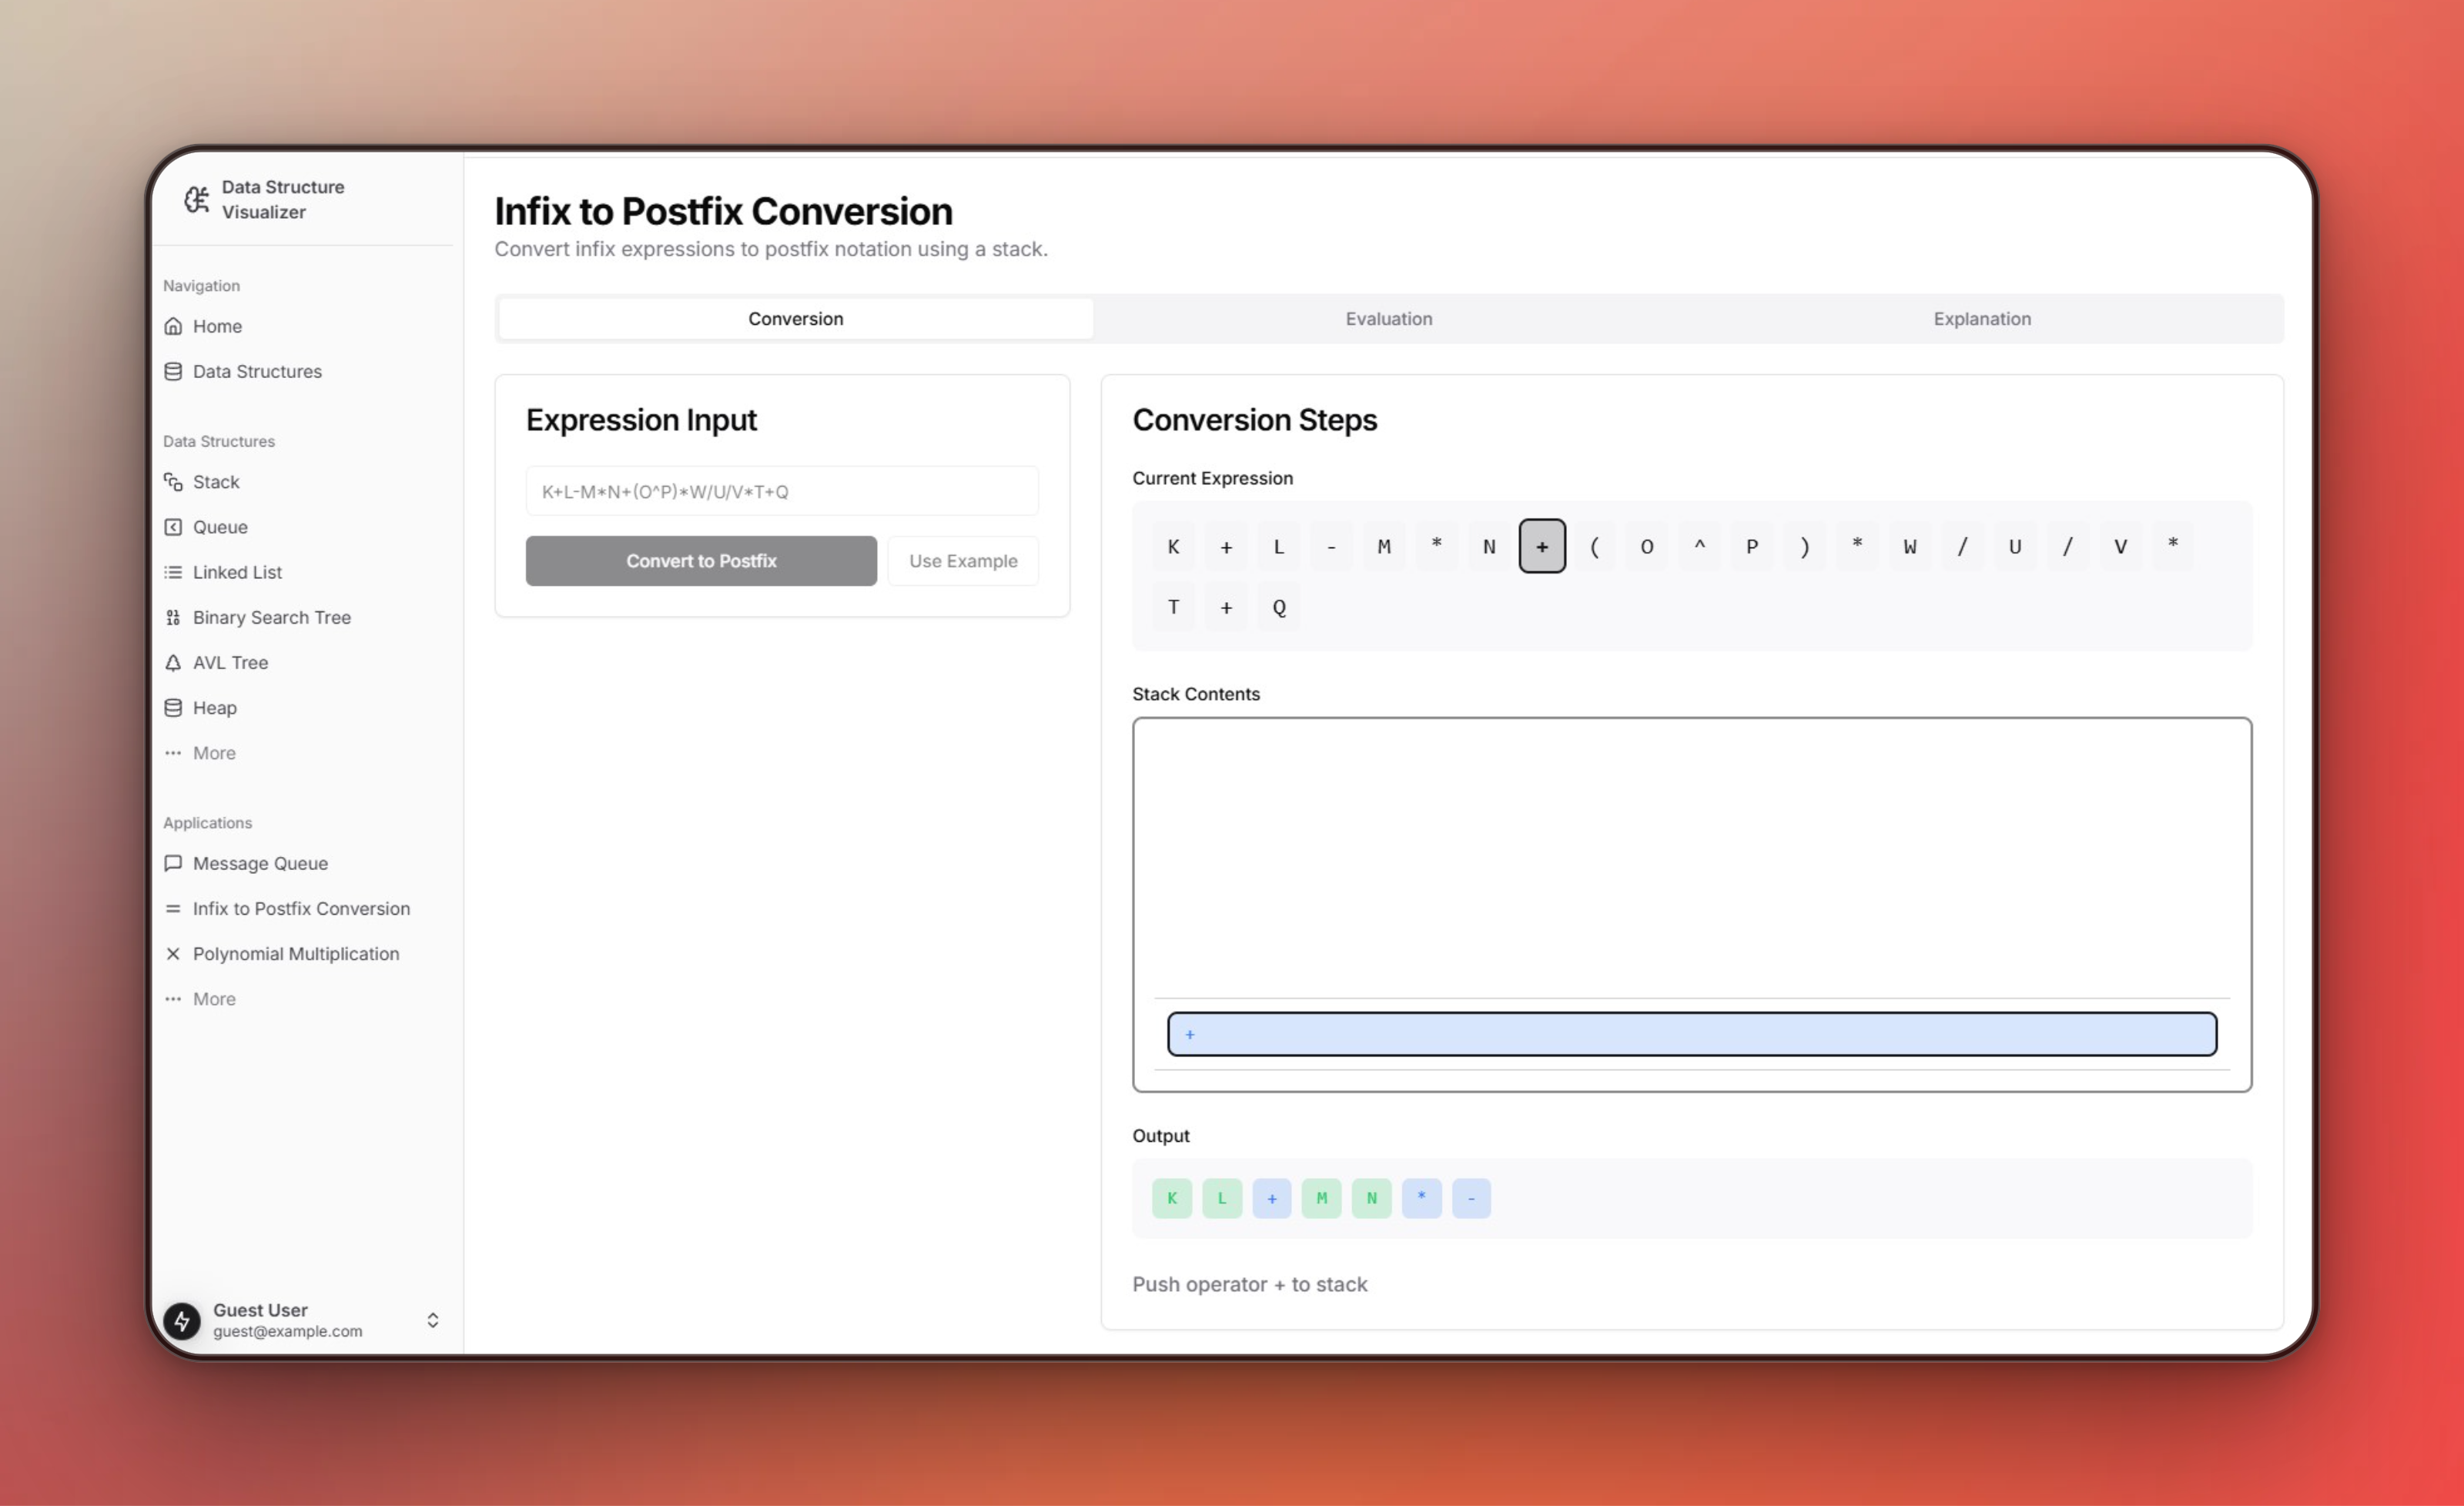 Data Structure
Visualizer
Navigation
Home
Data Structures
Data Structures
Stack
Queue
Linked List
Binary Search Tree
AVL Tree
Heap
More
Applications
Message Queue
Infix to Postfix Conversion
Polynomial Multiplication
More
Guest User
guest@example.com
Infix to Postfix Conversion
Convert infix expressions to postfix notation using a stack.
Conversion Evaluation Explanation
Expression Input
K+L-M*N+(O^P)*W/U/V*T+Q
Convert to Postfix Use Example
Conversion Steps
Current Expression
K + L - M * N + ( O ^ P ) * W / U / V *
T + Q
Stack Contents
+
Output
K L + M N * -
Push operator + to stack